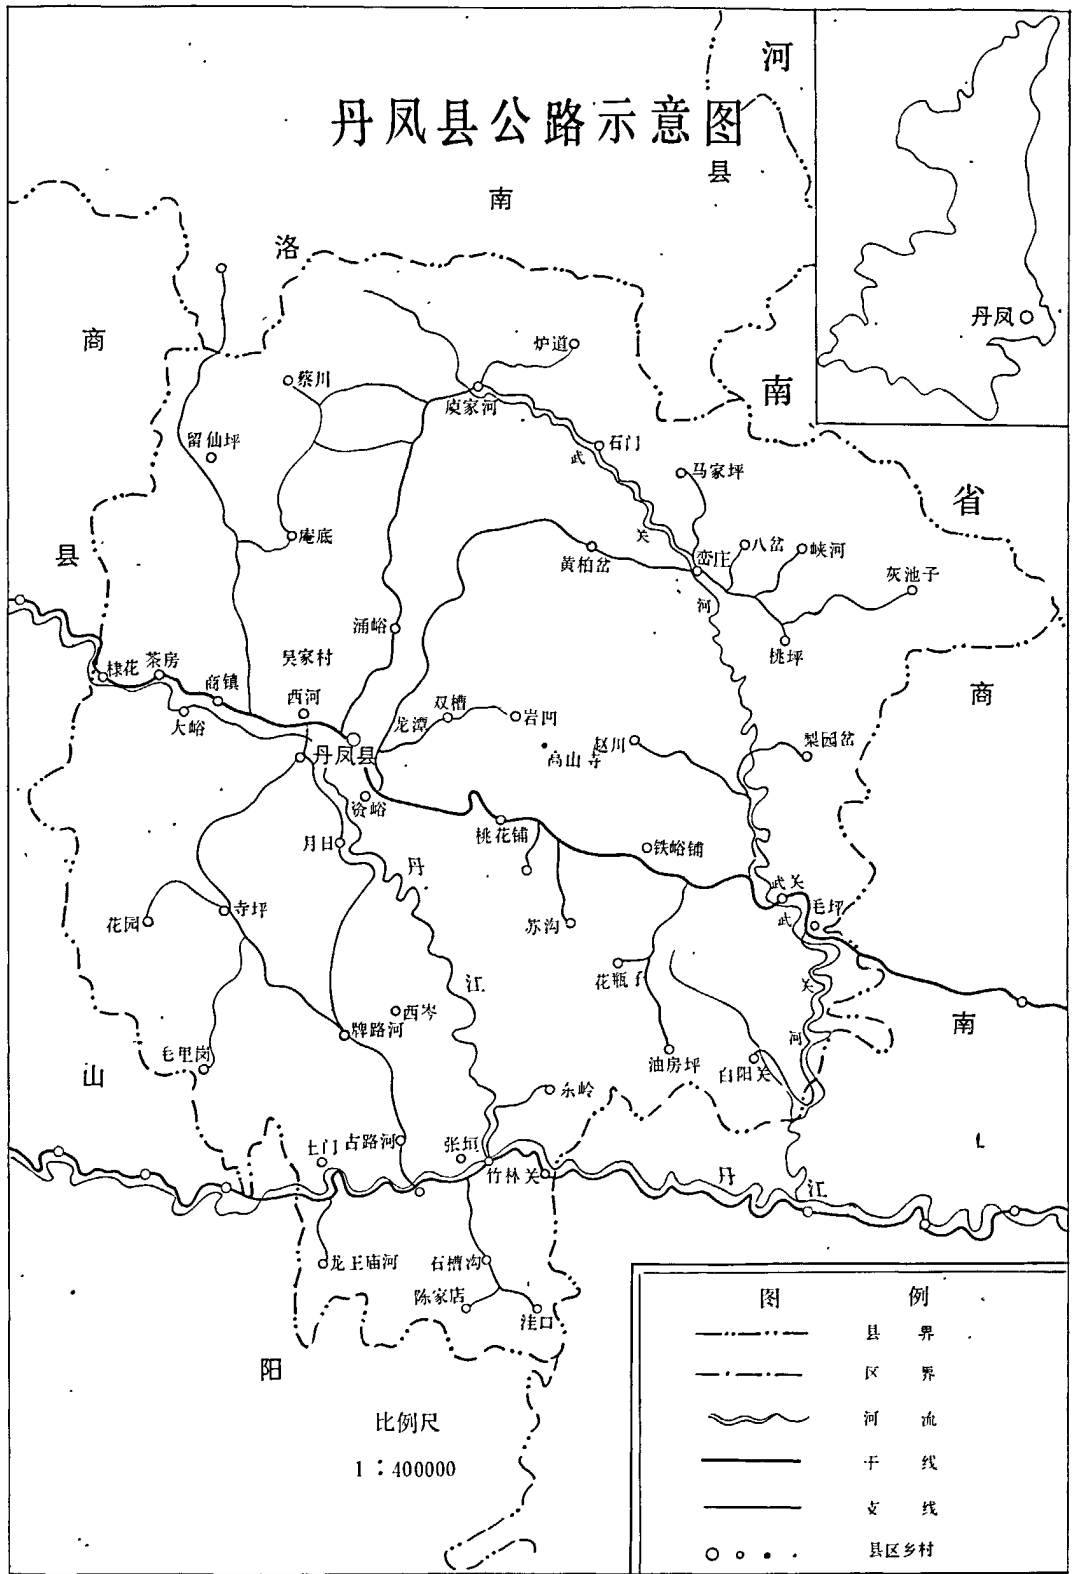 丹凤县公路示意图
河
南
省
洛
南
县
商
县
丹凤
炉道
蔡川
庾家河
留仙坪
石门
武
马家坪
关
庵底
黄柏岔
峦庄
八岔
峡河
灰池子
河
涌峪
桃坪
吴家村
棣花
茶房
商镇
西河
大峪
龙潭
双槽
岩凹
高山寺
赵川
梨园岔
商
丹凤县
资峪
月日
丹
桃花铺
铁峪铺
武关
毛坪
武
花园
寺坪
苏沟
江
花瓶子
关
西岑
牌路河
河
南
毛里岗
油房坪
白阳关
山
东岭
土门
古路河
张垣
竹林关
丹
江
龙王庙河
石槽沟
陈家店
洼口
阳
比例尺
1：400000
图 例
县 界
区 界
河 流
干 线
支 线
县区乡村